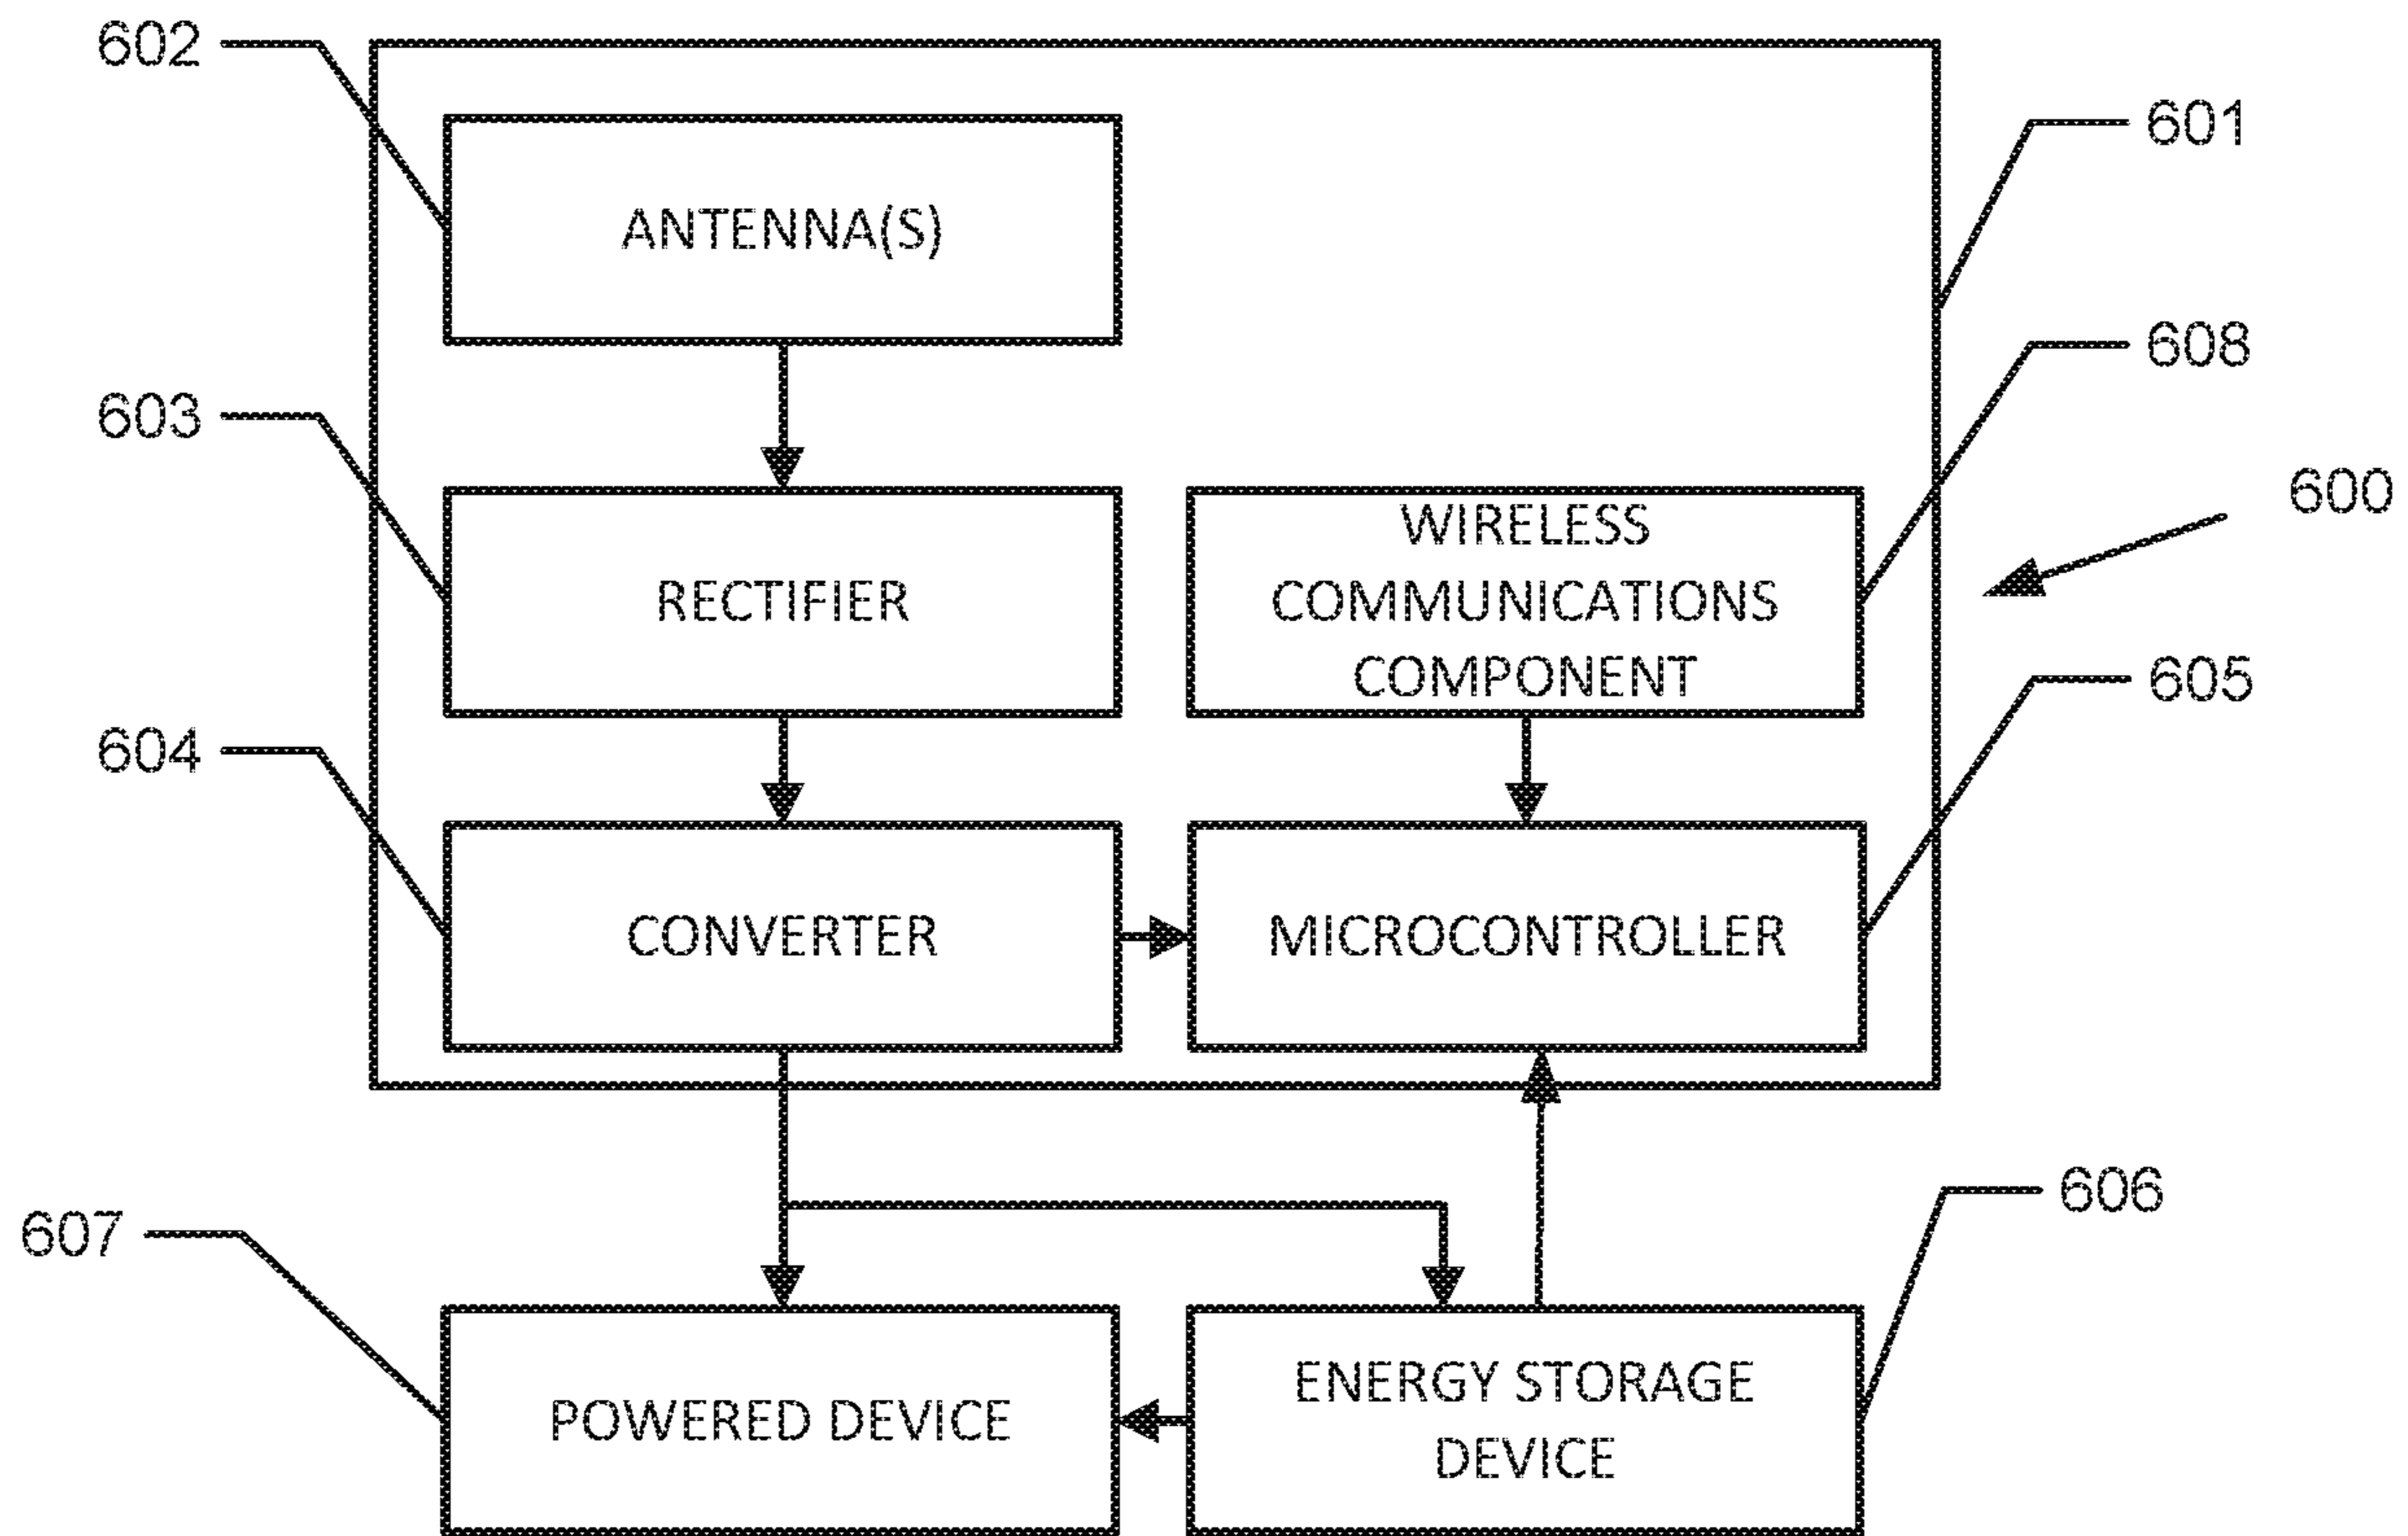 602
601
ANTENNA(S)
608
603
600
WIRELESS
COMMUNICATIONS
COMPONENT
RECTIFIER
605
604
CONVERTER
MICROCONTROLLER
606
607
POWERED DEVICE
ENERGY STORAGE
DEVICE